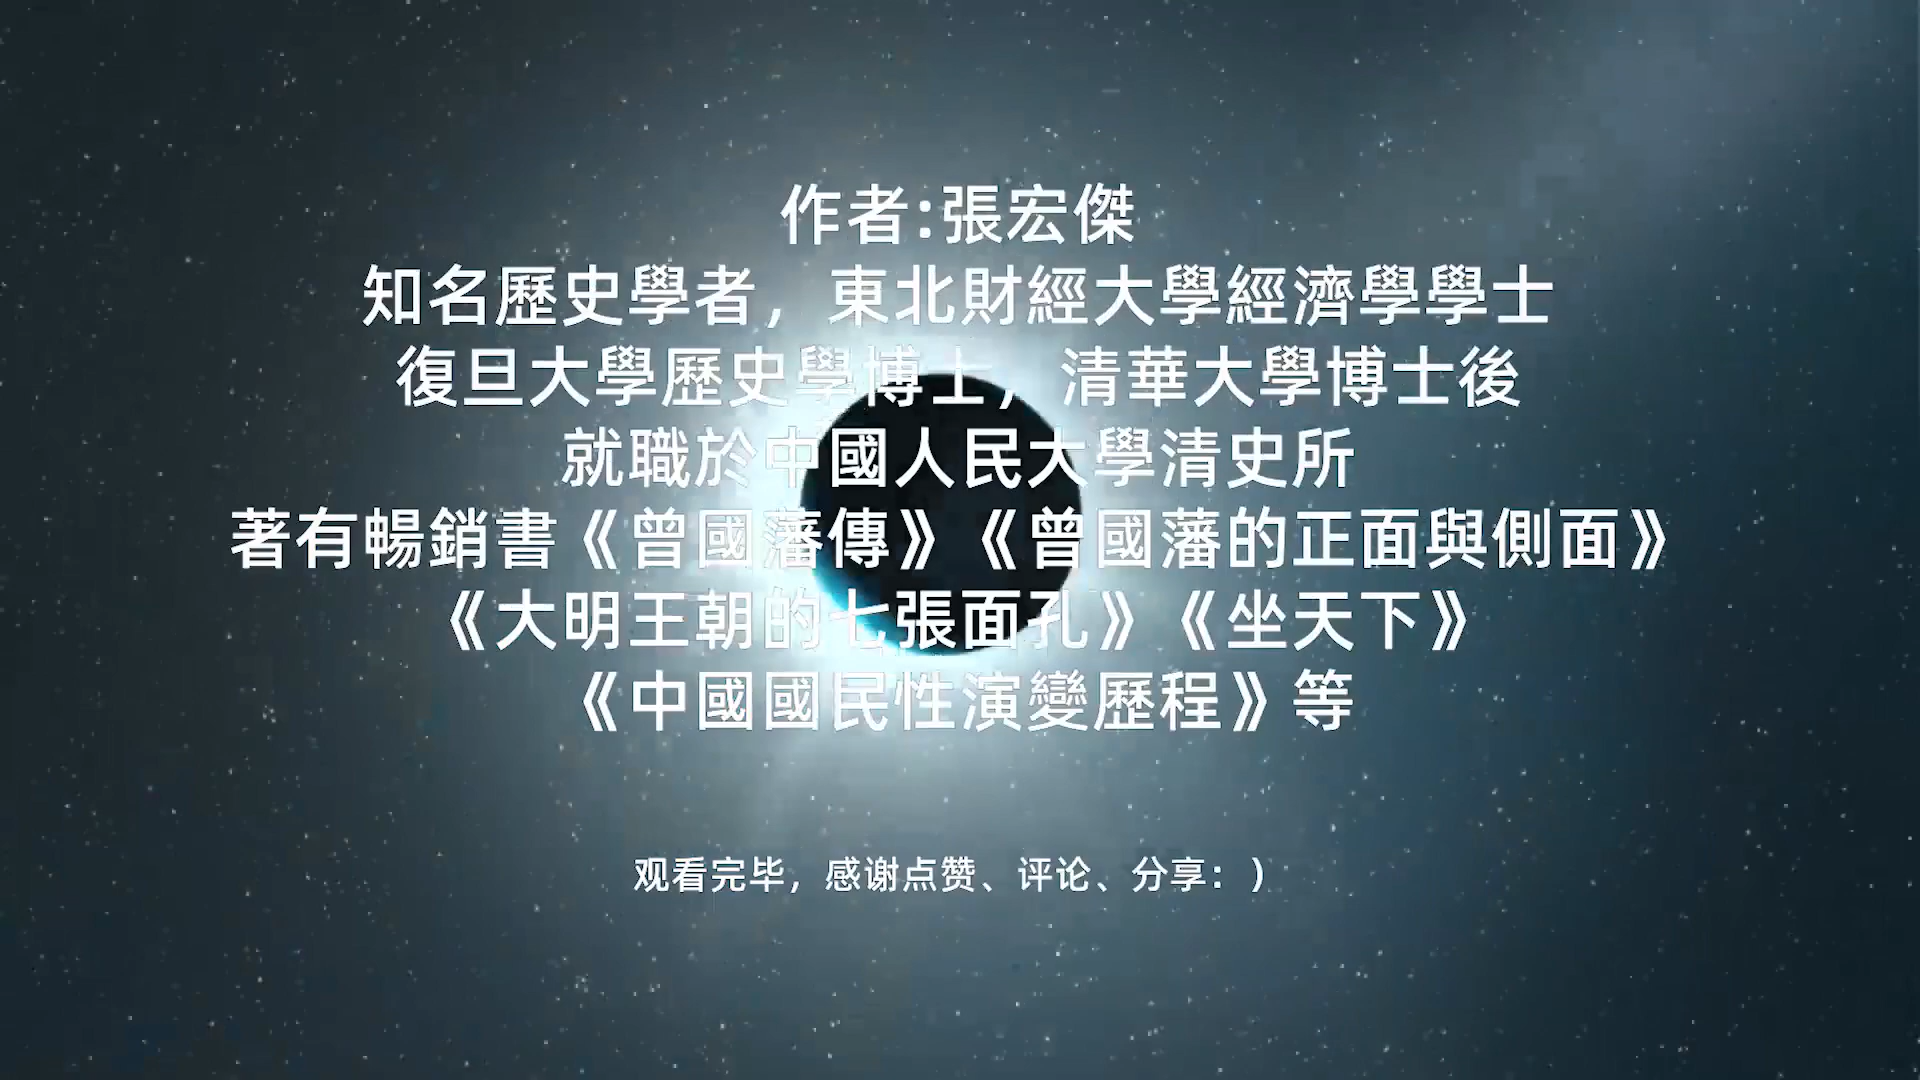 作者:張宏傑
知名歷史學者，東北財經大學經濟學學士
復旦大學歷史學博士，清華大學博士後
就職於中國人民大學清史所
著有暢銷書《曾國藩傳》《曾國藩的正面與側面》
《大明王朝的七張面孔》《坐天下》
《中國國民性演變歷程》等
观看完毕，感谢点赞、评论、分享：）